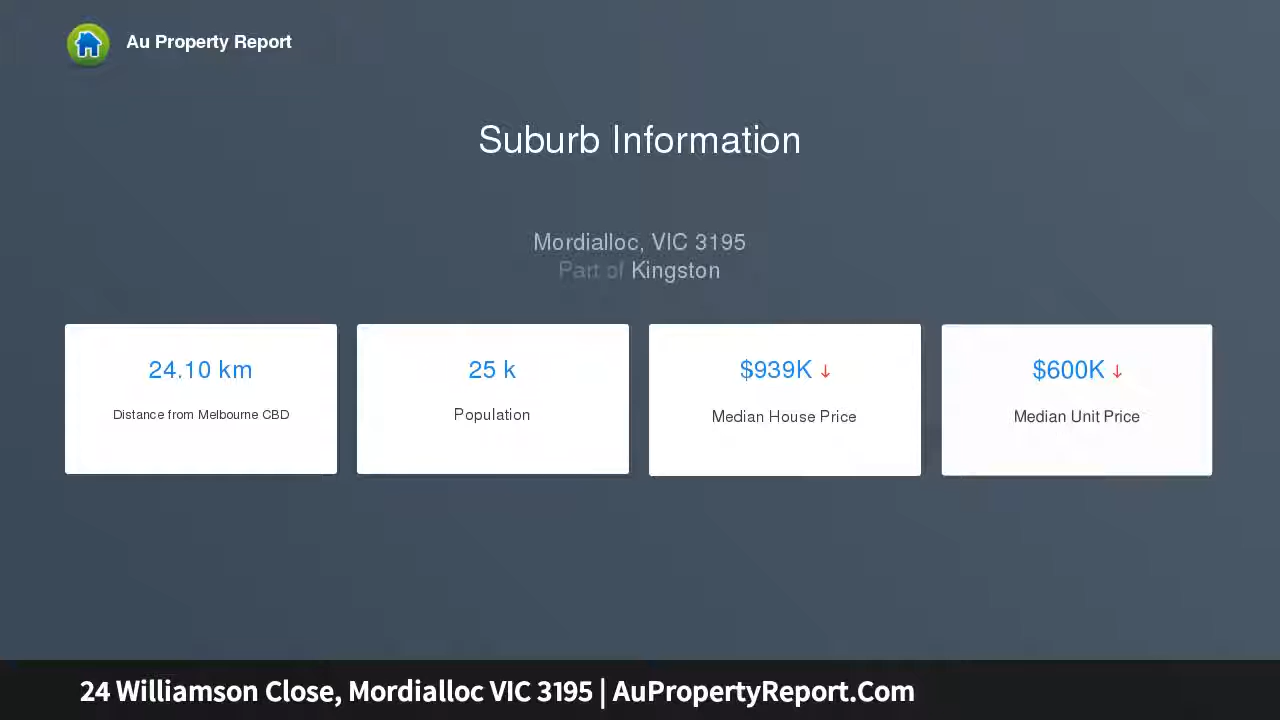 Au Property Report
Suburb Information
Mordialloc, VIC 3195
Part of Kingston
24.10 km
Distance from Melbourne CBD
25 k
Population
$939K ↓
Median House Price
$600K ↓
Median Unit Price
24 Williamson Close, Mordialloc VIC 3195 | AuPropertyReport.Com